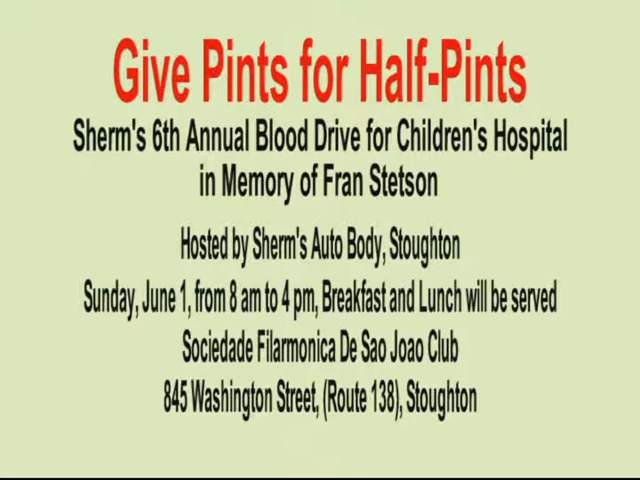 Give Pints for Half-Pints
Sherm's 6th Annual Blood Drive for Children's Hospital
in Memory of Fran Stetson
Hosted by Sherm's Auto Body, Stoughton
Sunday, June 1, from 8 am to 4 pm, Breakfast and Lunch will be served
Sociedade Filarmonica De Sao Joao Club
845 Washington Street, (Route 138), Stoughton